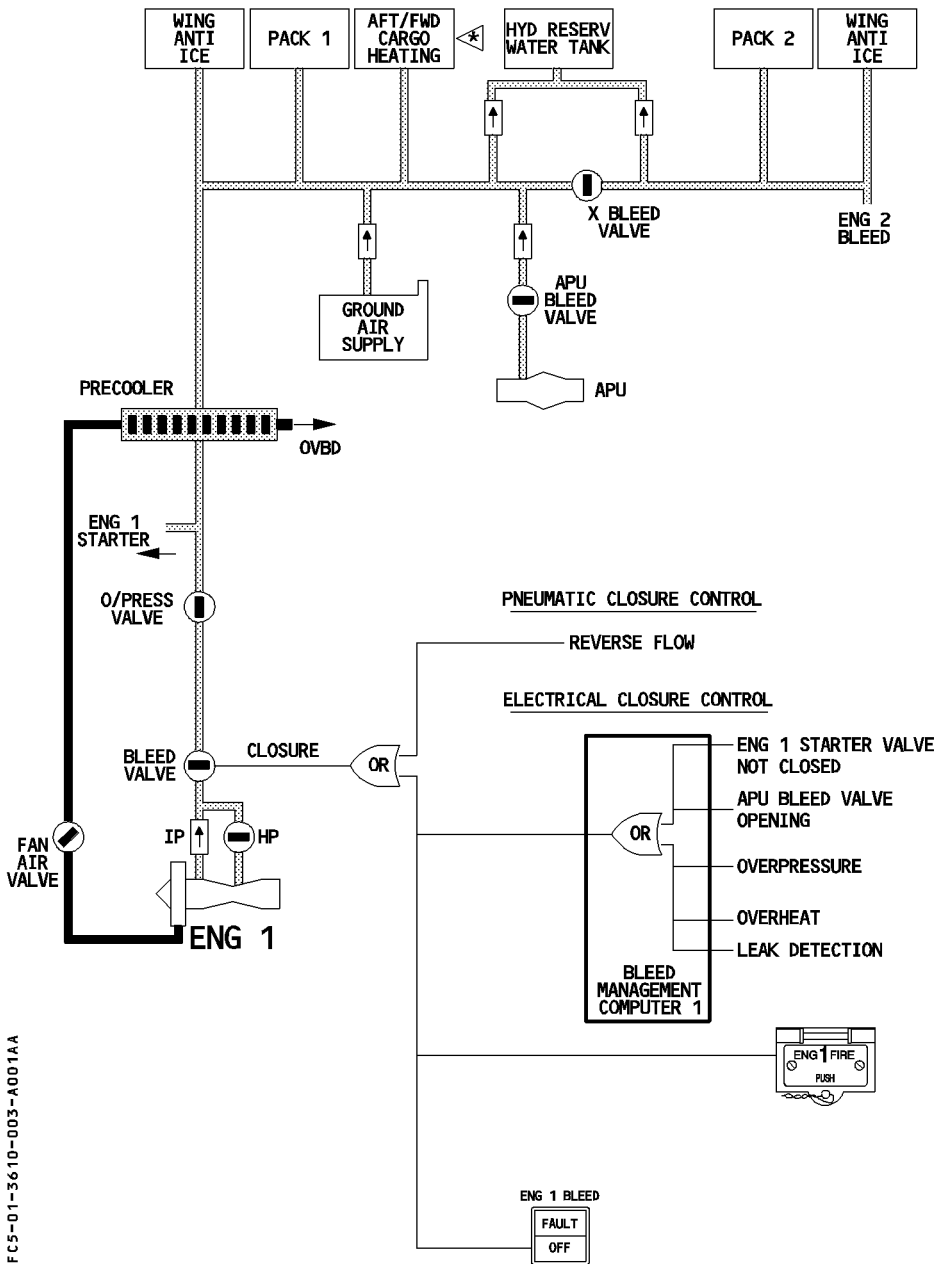 WING
ANTI
ICE
PACK 1
AFT/FWD
CARGO
HEATING
*
HYD RESERV
WATER TANK
PACK 2
WING
ANTI
ICE
X BLEED
VALVE
ENG 2
BLEED
GROUND
AIR
SUPPLY
APU
BLEED
VALVE
APU
PRECOOLER
OVBD
ENG 1
STARTER
O/PRESS
VALVE
PNEUMATIC CLOSURE CONTROL
REVERSE FLOW
ELECTRICAL CLOSURE CONTROL
BLEED
VALVE
CLOSURE
OR
ENG 1 STARTER VALVE
NOT CLOSED
APU BLEED VALVE
OPENING
OR
OVERPRESSURE
OVERHEAT
LEAK DETECTION
BLEED
MANAGEMENT
COMPUTER 1
FAN
AIR
VALVE
IP
HP
ENG 1
ENG 1 FIRE
PUSH
ENG 1 BLEED
FAULT
OFF
FC5-01-3610-003-A001AA